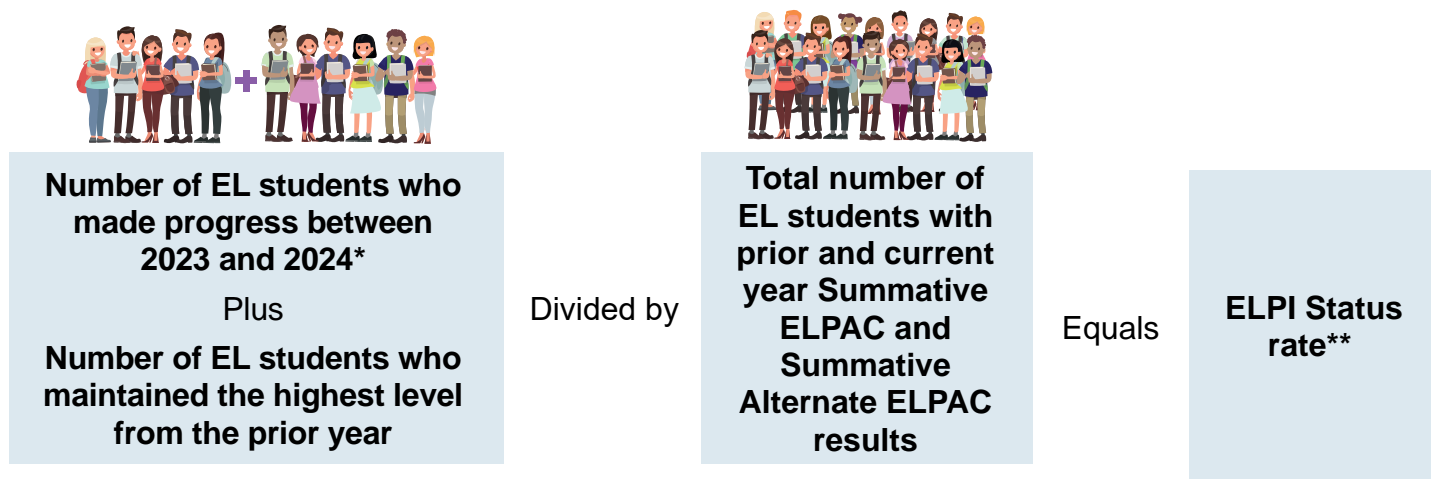 Number of EL students who
made progress between
2023 and 2024*
Plus
Number of EL students who
maintained the highest level
from the prior year
Divided by
Total number of
EL students with
prior and current
year Summative
ELPAC and
Summative
Alternate ELPAC
results
Equals
ELPI Status
rate**